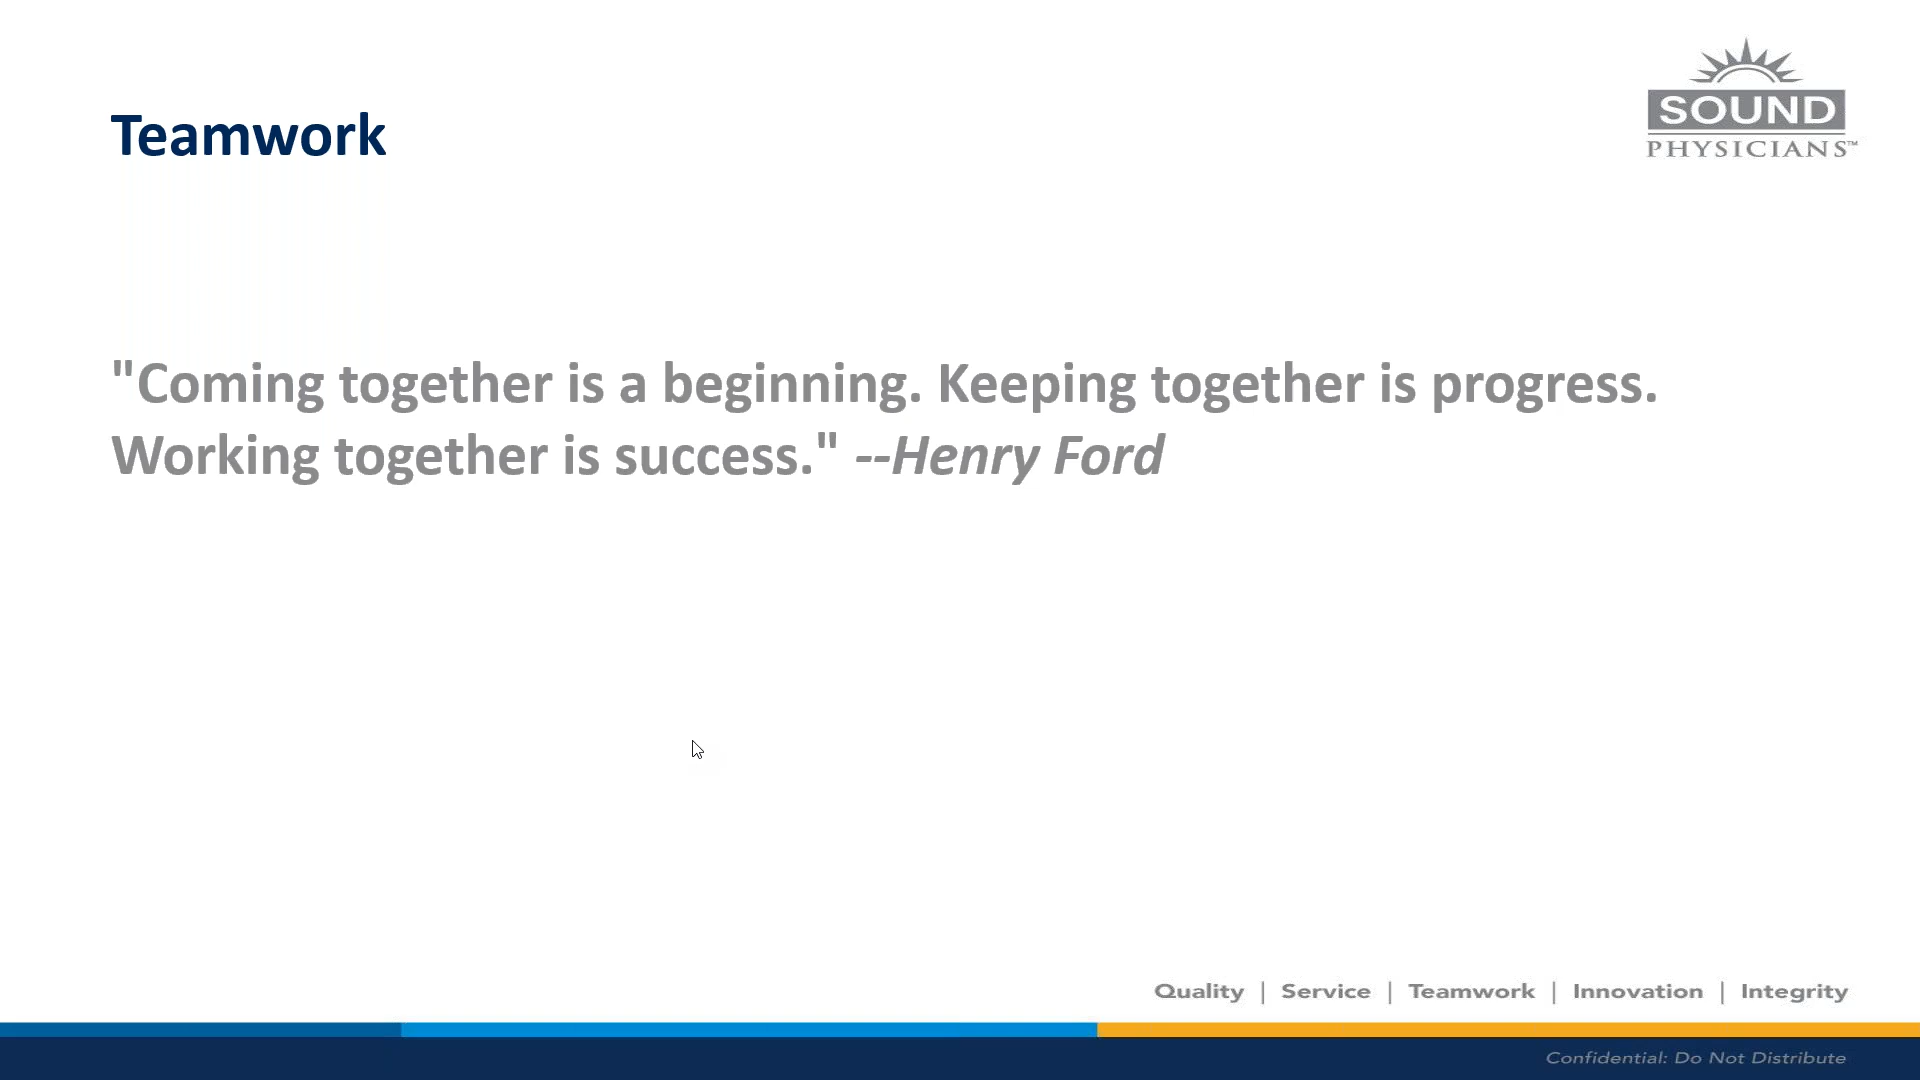 SOUND
PHYSICIANS™
Teamwork
"Coming together is a beginning. Keeping together is progress.
Working together is success." --Henry Ford
Quality | Service | Teamwork | Innovation | Integrity
Confidential: Do Not Distribute